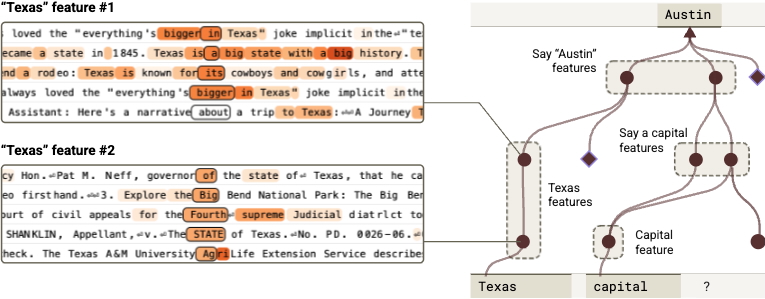 "Texas" feature #1
loved the "everything's bigger in Texas" joke implicit in the⏎"te
ecame a state in 1845. Texas is a big state with a big history. T
nd a rodeo: Texas is known for its cowboys and cowgirls, and atte
always loved the "everything's bigger in Texas" joke implicit in the
Assistant: Here's a narrative about a trip to Texas:⏎⏎A Journey T
"Texas" feature #2
cy Hon.⏎Pat M. Neff, governor of the state of⏎ Texas, that he ca
eo firsthand.⏎⏎3. Explore the Big Bend National Park: The Big Ben
ourt of civil appeals for the Fourth⏎ supreme Judicial diatrlct to
SHANKLIN, Appellant,⏎v.⏎The STATE of Texas.⏎No. PD. 0026-06.⏎
heck. The Texas A&M University AgriLife Extension Service describe
Austin
Say "Austin"
features
Say a capital
features
Texas
features
Capital
feature
Texas
capital
?